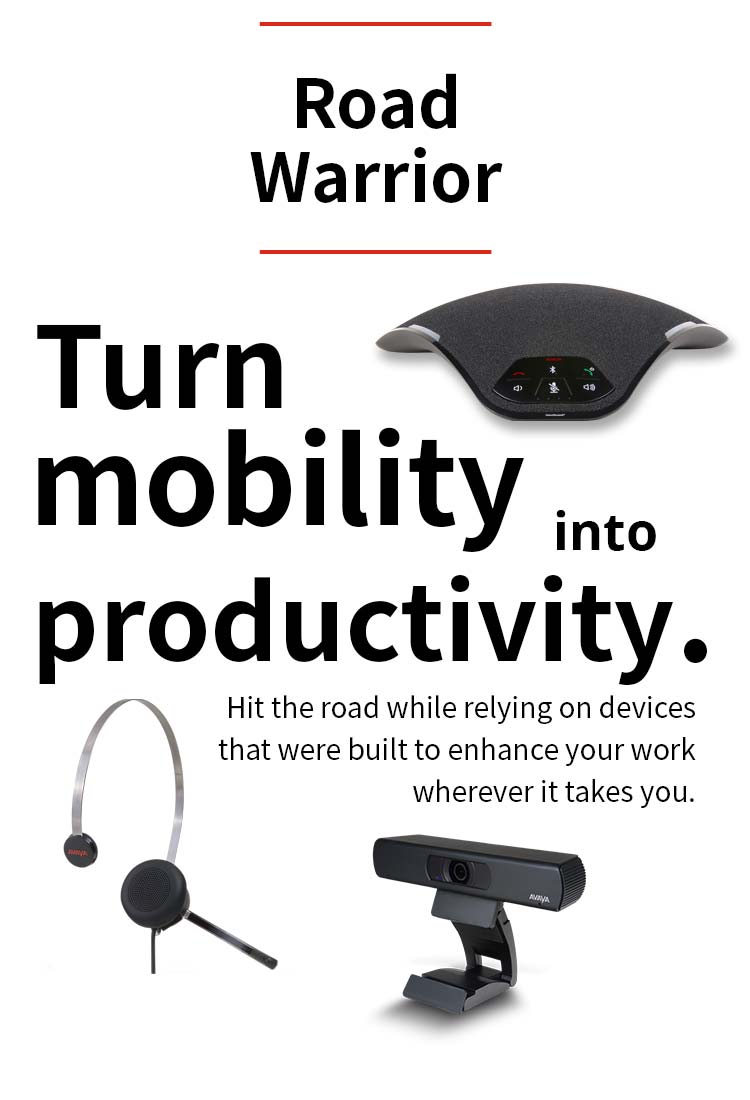 Road
Warrior
Turn
mobility into
productivity.
Hit the road while relying on devices
that were built to enhance your work
wherever it takes you.
AVAYA
AVAYA